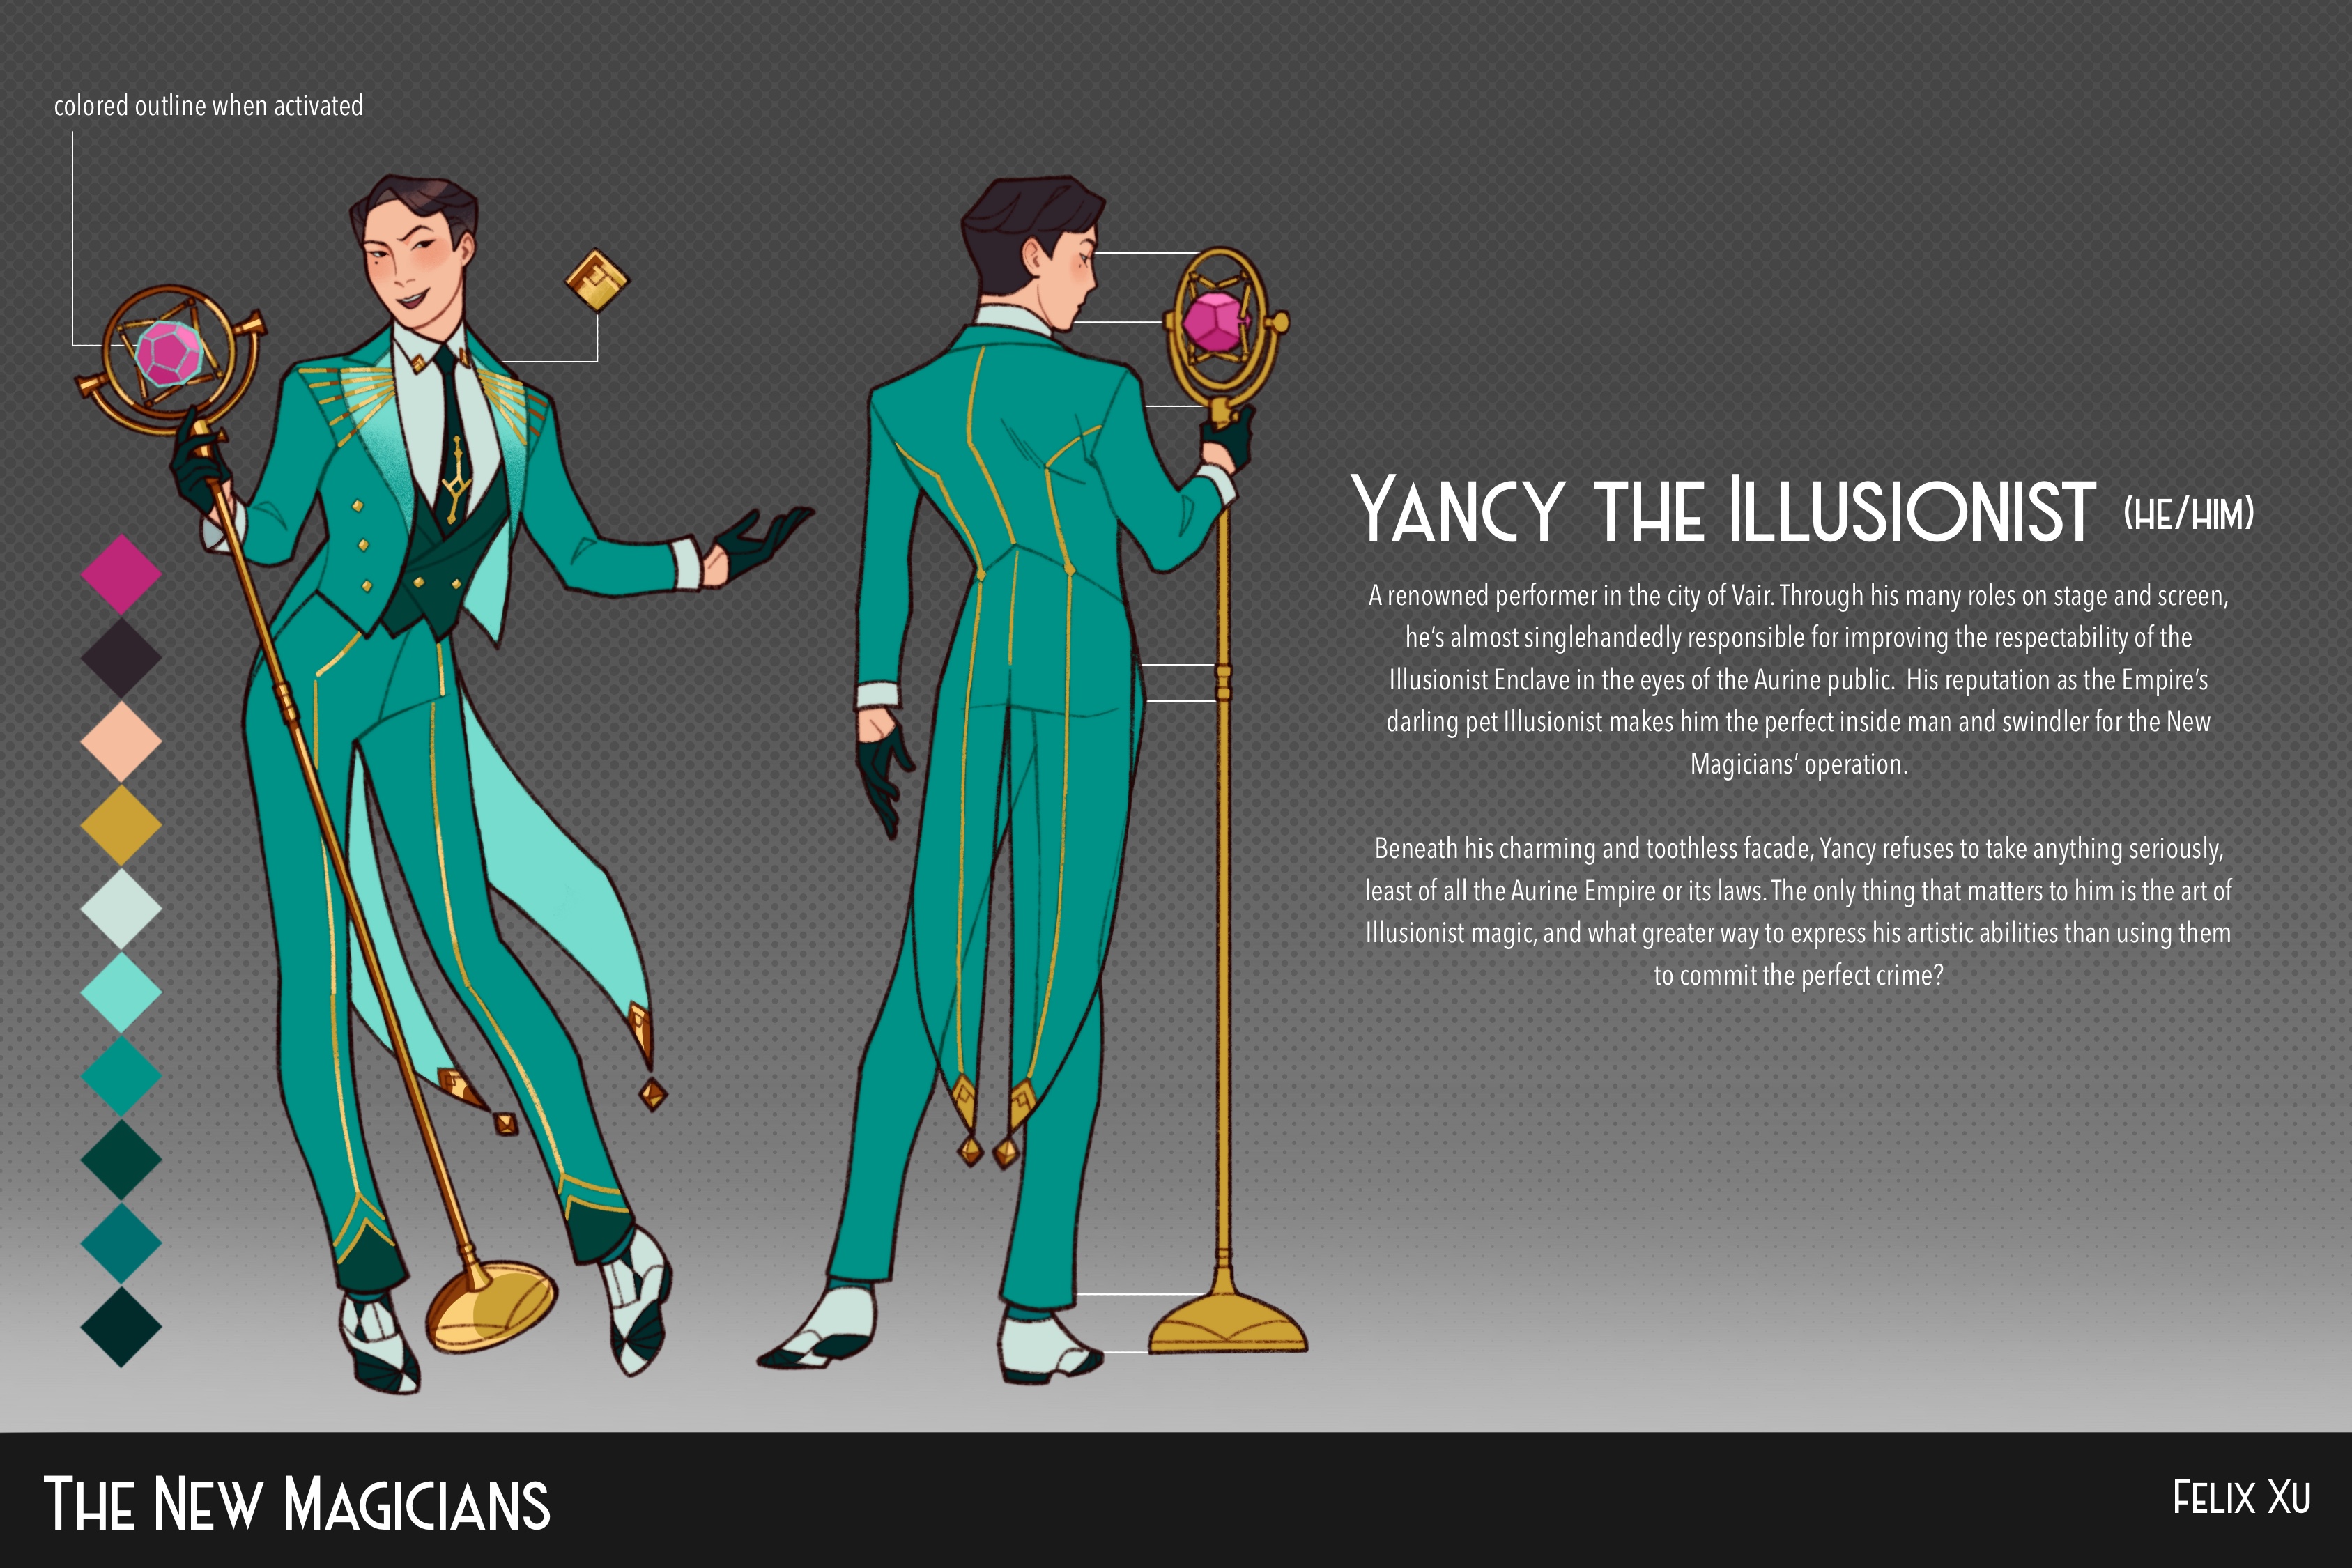 colored outline when activated
YANCY THE ILLUSIONIST (HE/HIM)
A renowned performer in the city of Vair. Through his many roles on stage and screen,
he's almost singlehandedly responsible for improving the respectability of the
Illusionist Enclave in the eyes of the Aurine public.  His reputation as the Empire's
darling pet Illusionist makes him the perfect inside man and swindler for the New
Magicians' operation.
Beneath his charming and toothless facade, Yancy refuses to take anything seriously,
least of all the Aurine Empire or its laws. The only thing that matters to him is the art of
Illusionist magic, and what greater way to express his artistic abilities than using them
to commit the perfect crime?
THE NEW MAGICIANS
FELIX XU